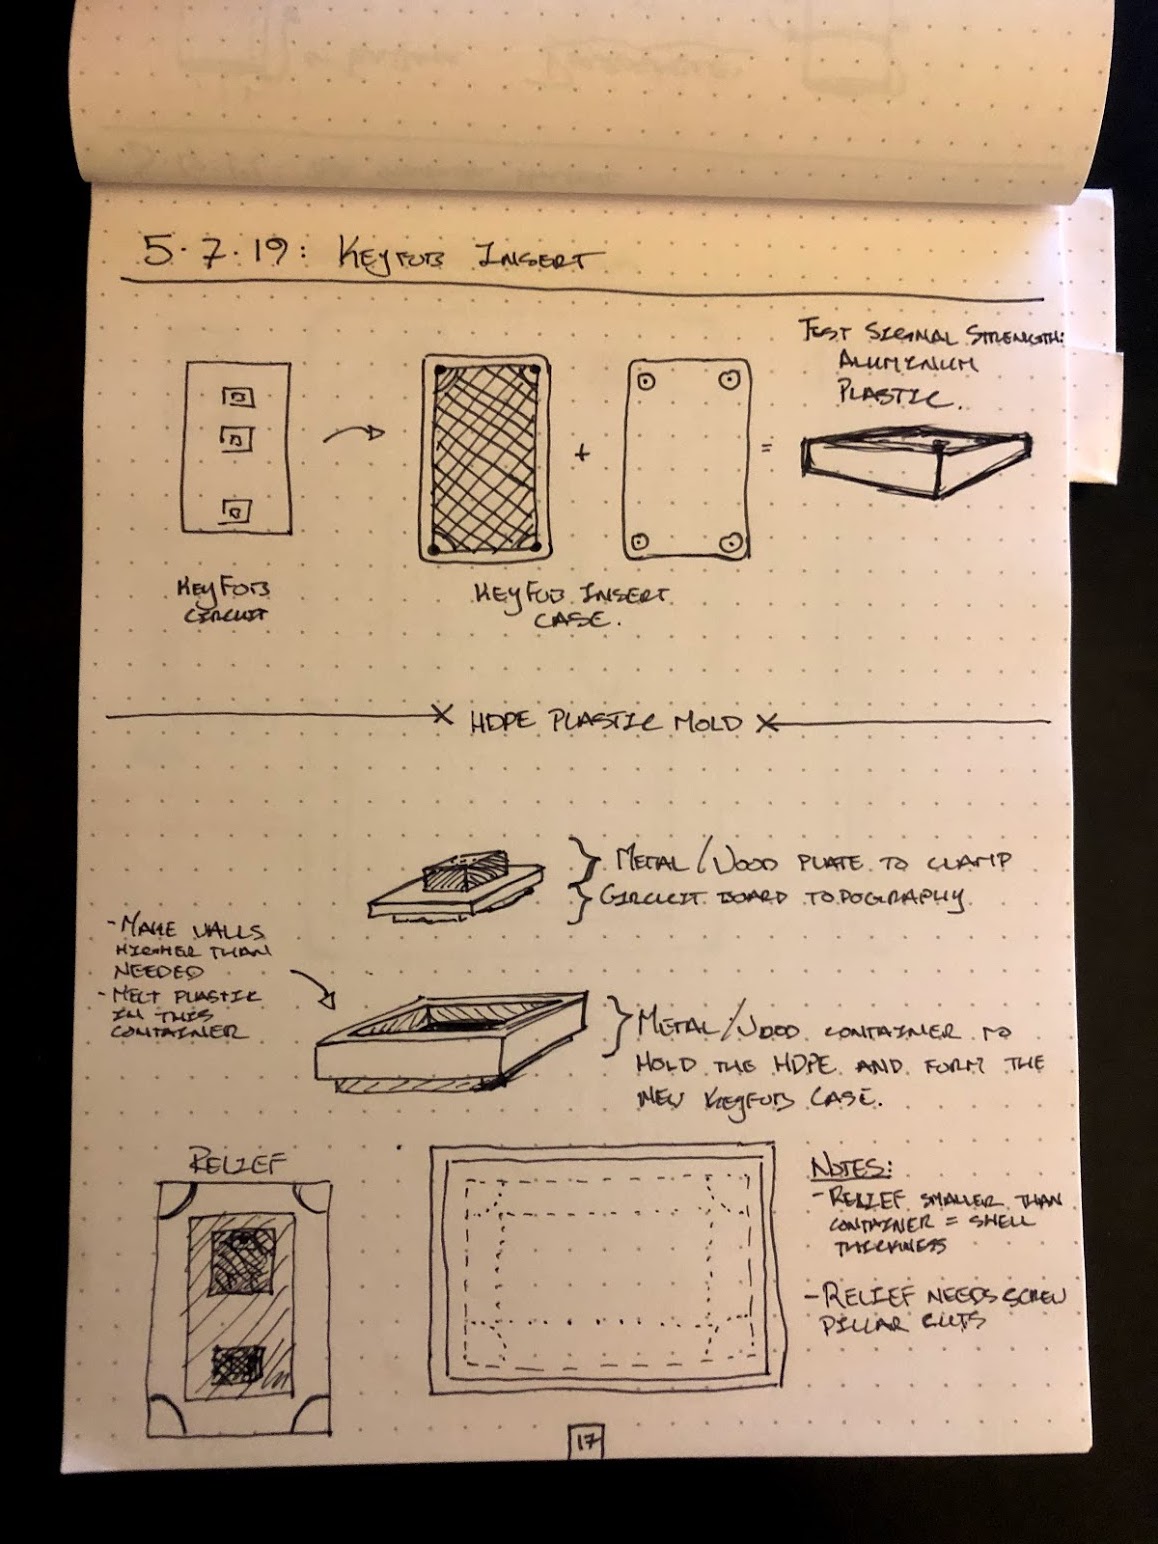 5.7.19: KEYFOB INSERT
TEST SIGNAL STRENGTH:
ALUMINIUM
PLASTIC.
+
=
KEYFOB
CIRCUIT
KEYFOB INSERT
CASE.
HDPE PLASTIC MOLD
METAL/WOOD PLATE TO CLAMP
CIRCUIT BOARD TOPOGRAPHY
- MAKE WALLS
HIGHER THAN
NEEDED
- MELT PLASTIC
IN THIS
CONTAINER
METAL/WOOD CONTAINER TO
HOLD THE HDPE AND FORM THE
NEW KEYFOB CASE.
RELIEF
NOTES:
- RELIEF SMALLER THAN
CONTAINER = SHELL
THICKNESS
- RELIEF NEEDS SCREW
PILLAR CUTS
17